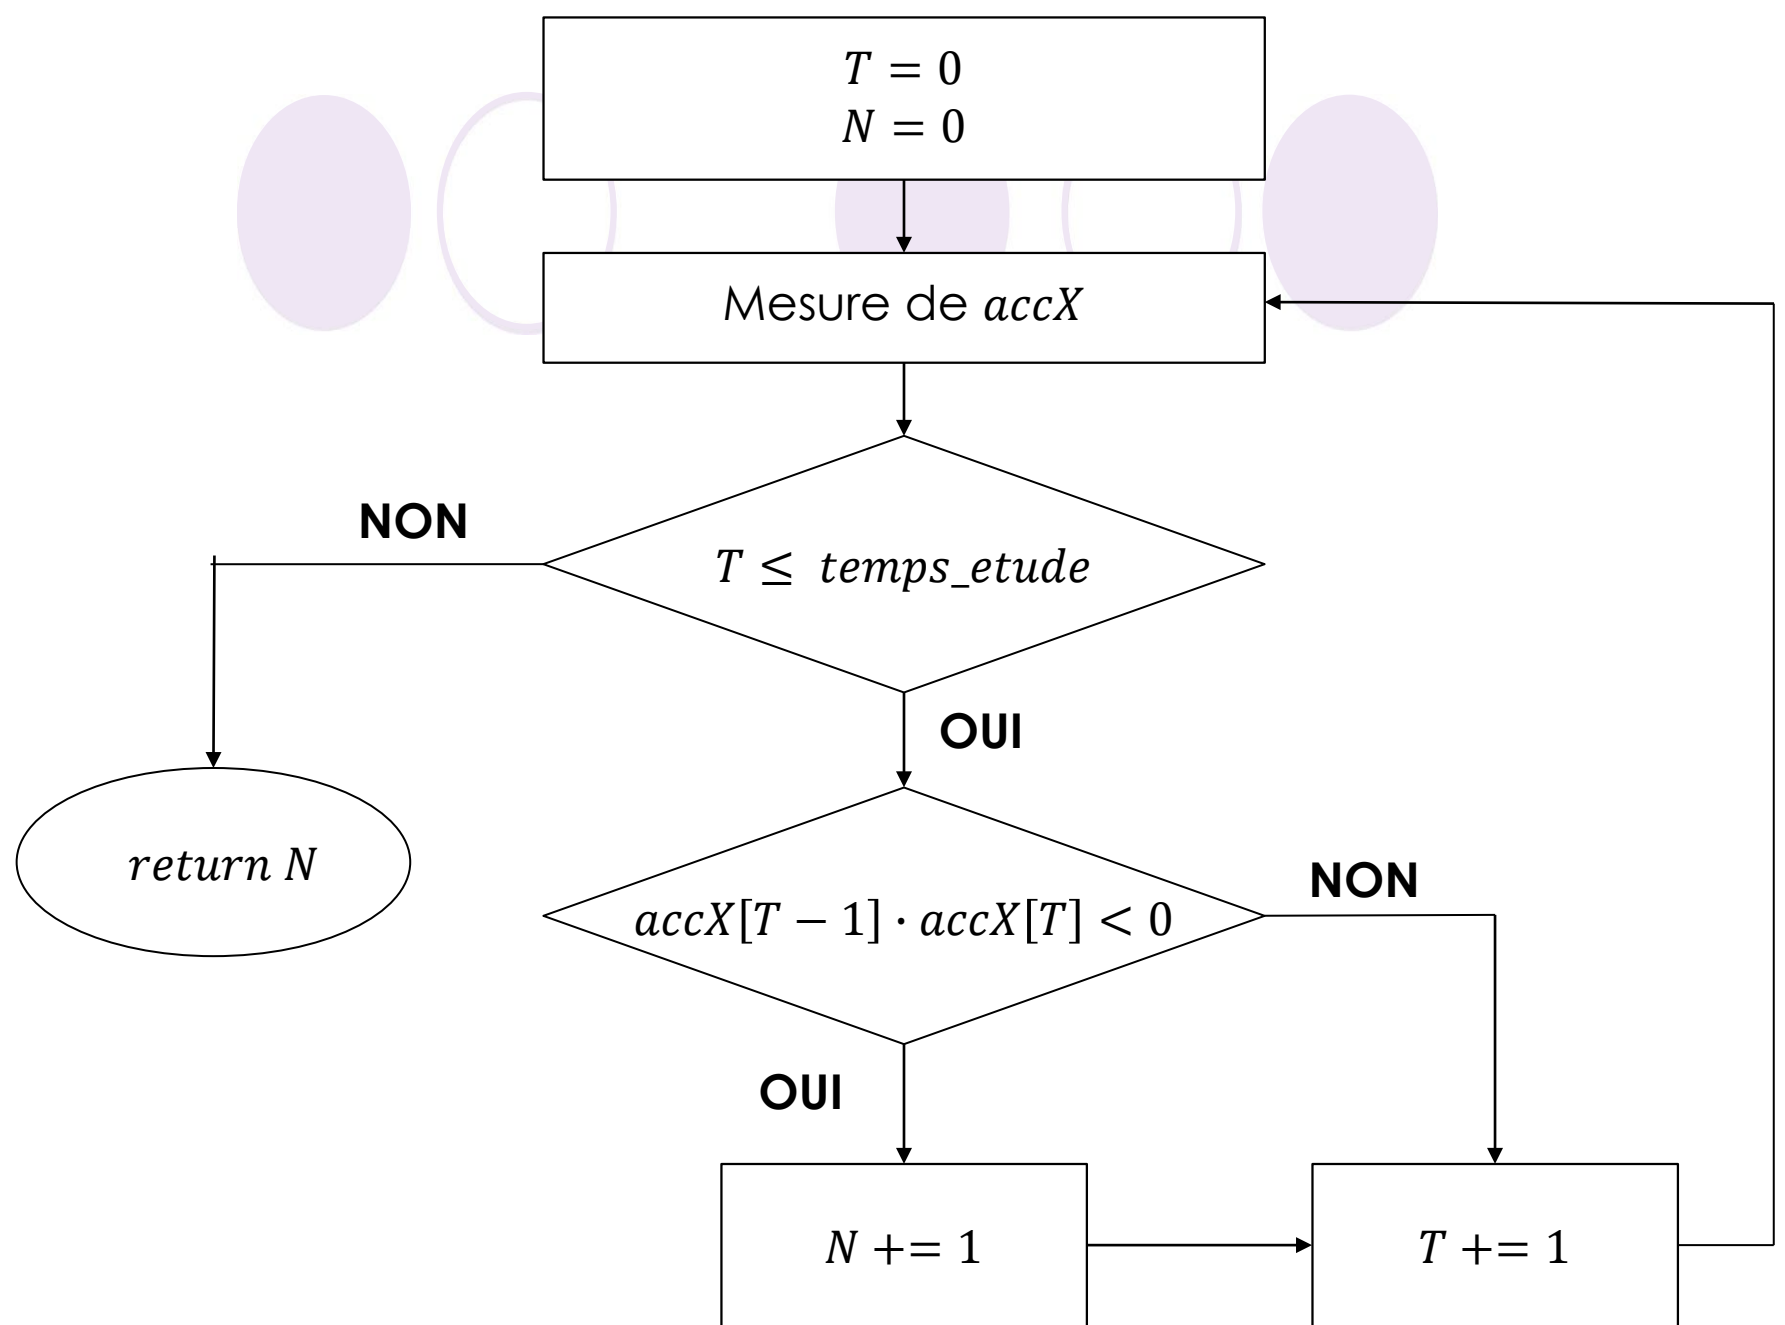 T = 0
N = 0
Mesure de accX
NON
T ≤ temps_etude
OUI
return N
NON
accX[T − 1] · accX[T] < 0
OUI
N += 1
T += 1